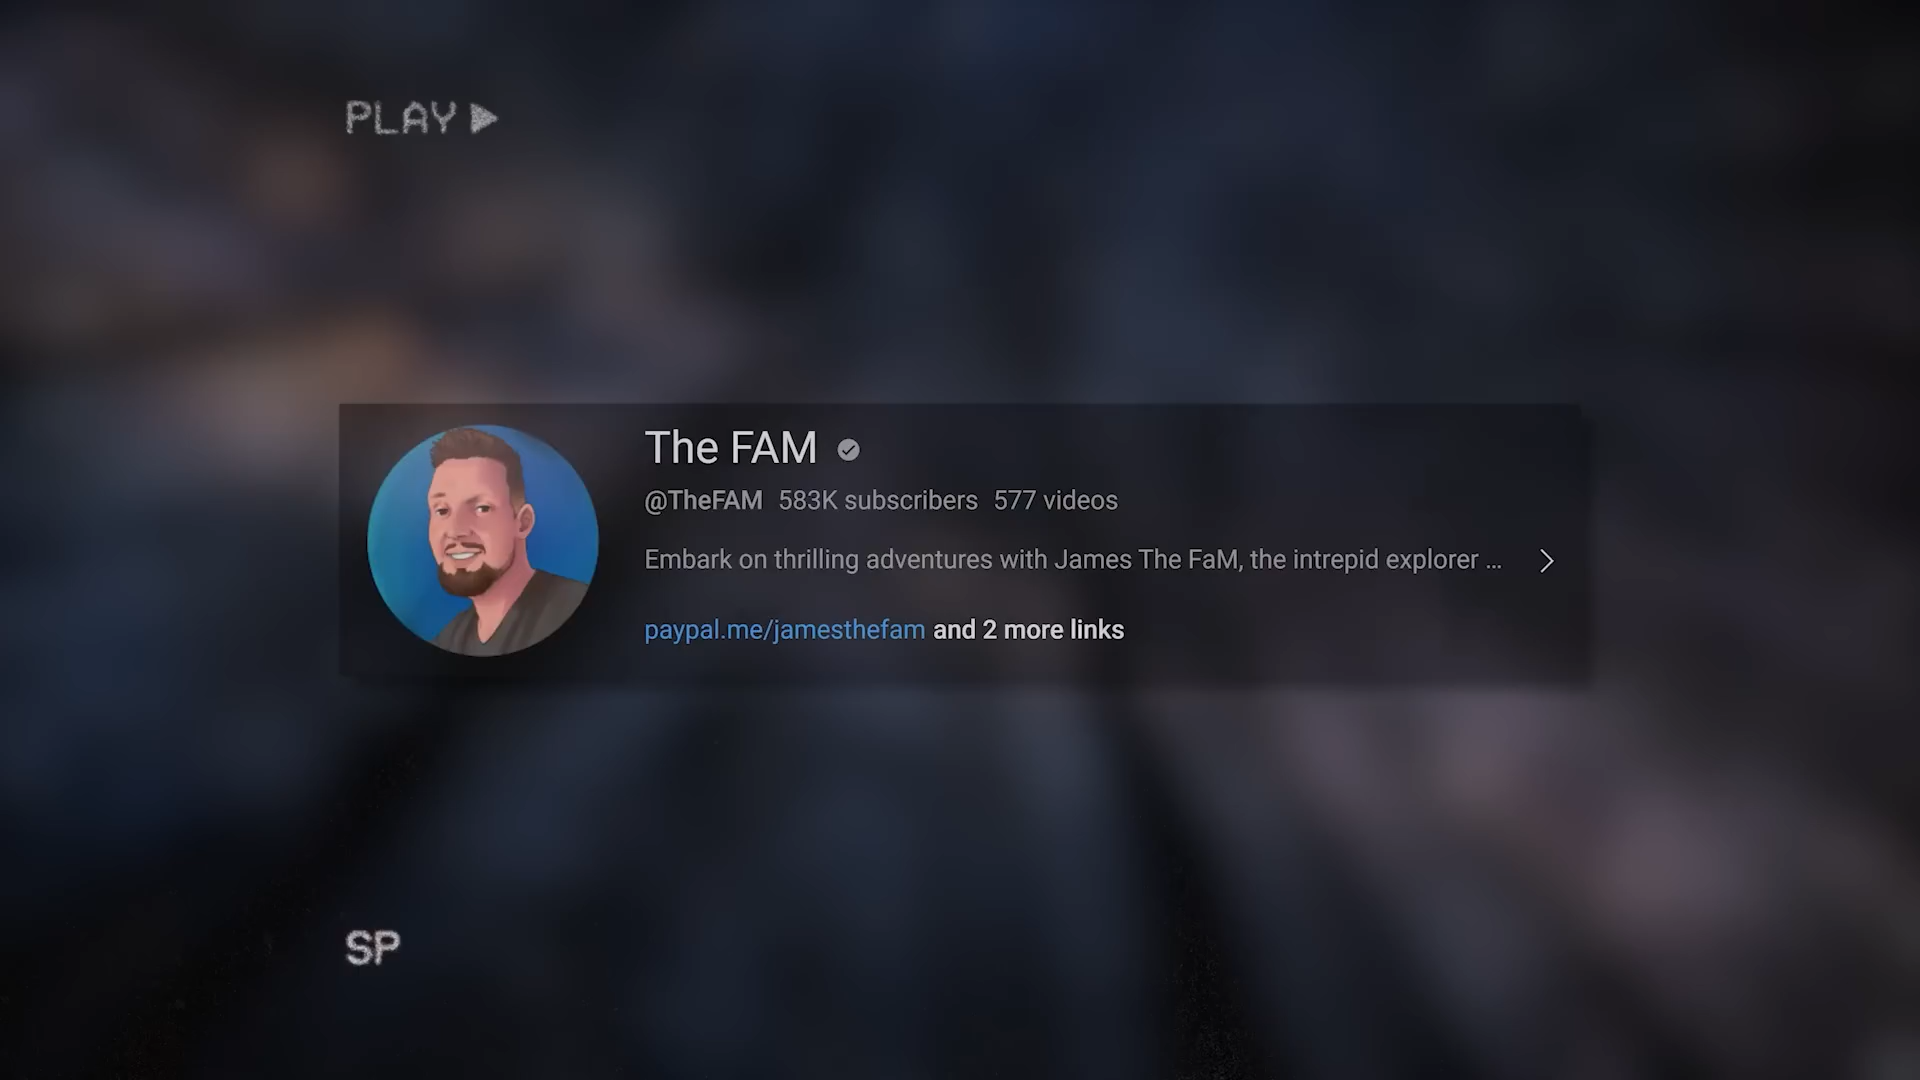 PLAY
The FAM
@TheFAM 583K subscribers 577 videos
Embark on thrilling adventures with James The FaM, the intrepid explorer ...
paypal.me/jamesthefam and 2 more links
SP